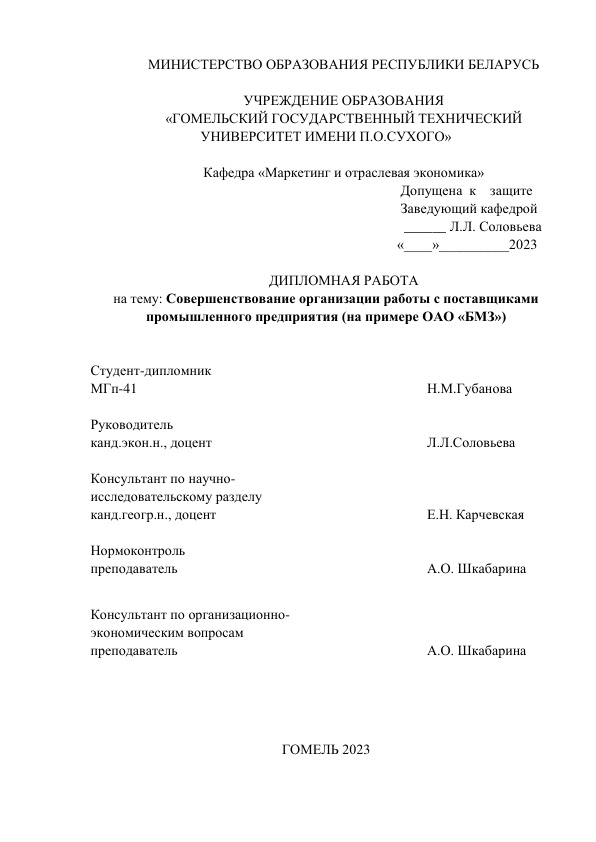 МИНИСТЕРСТВО ОБРАЗОВАНИЯ РЕСПУБЛИКИ БЕЛАРУСЬ
УЧРЕЖДЕНИЕ ОБРАЗОВАНИЯ
«ГОМЕЛЬСКИЙ ГОСУДАРСТВЕННЫЙ ТЕХНИЧЕСКИЙ
УНИВЕРСИТЕТ ИМЕНИ П.О.СУХОГО»
Кафедра «Маркетинг и отраслевая экономика»
Допущена к защите
Заведующий кафедрой
______ Л.Л. Соловьева
«____»__________2023
ДИПЛОМНАЯ РАБОТА
на тему: Совершенствование организации работы с поставщиками
промышленного предприятия (на примере ОАО «БМЗ»)
Студент-дипломник
МГп-41 Н.М.Губанова
Руководитель
канд.экон.н., доцент Л.Л.Соловьева
Консультант по научно-
исследовательскому разделу
канд.геогр.н., доцент Е.Н. Карчевская
Нормоконтроль
преподаватель А.О. Шкабарина
Консультант по организационно-
экономическим вопросам
преподаватель А.О. Шкабарина
ГОМЕЛЬ 2023